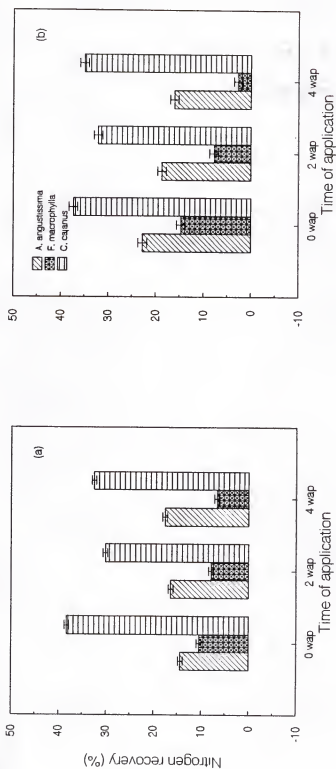 (a)
50
40
30
20
10
0
-10
Nitrogen recovery (%)
0 wap 2 wap 4 wap
Time of application
(b)
50
40
30
20
10
0
-10
A. angustissima
F. macrophylla
C. cajanus
0 wap 2 wap 4 wap
Time of application